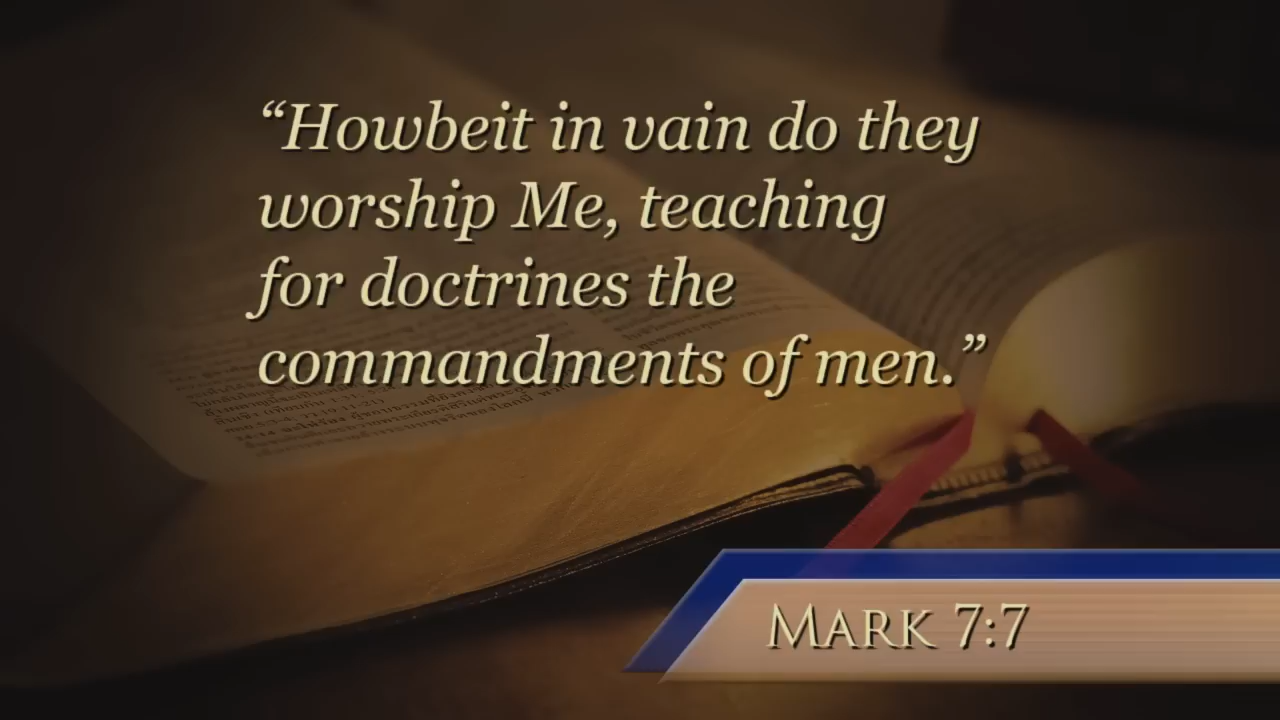 “Howbeit in vain do they
worship Me, teaching
for doctrines the
commandments of men.”
Mark 7:7